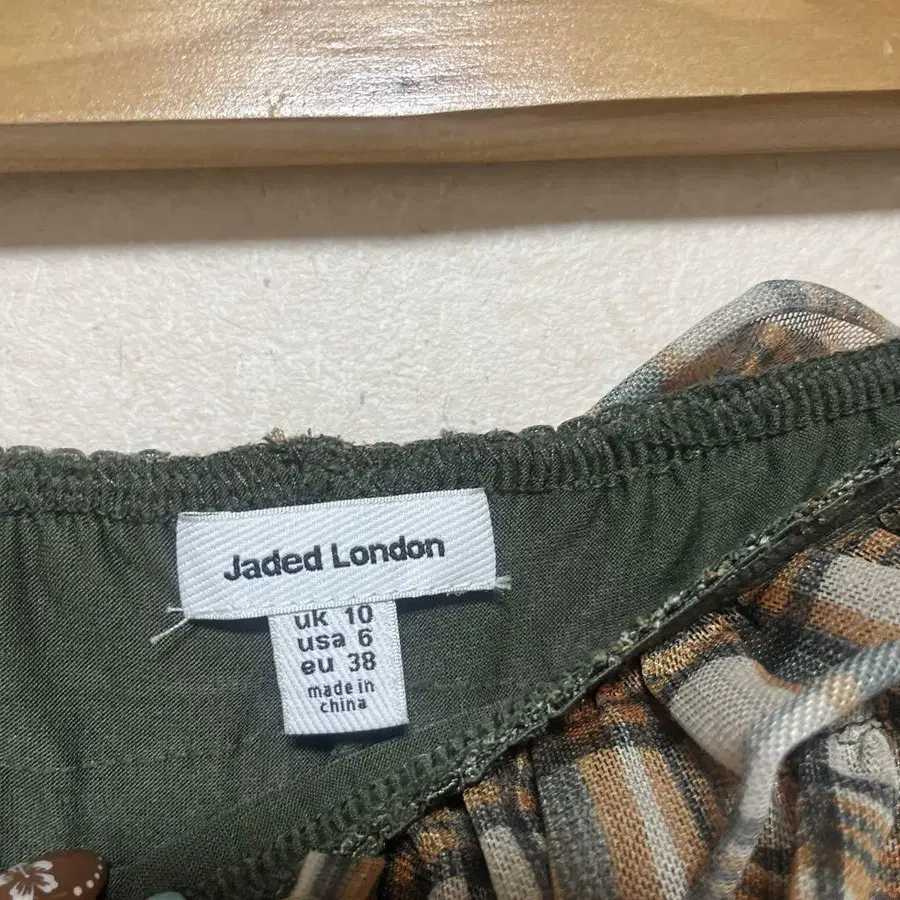 Jaded London
uk 10
usa 6
eu 38
made in
china